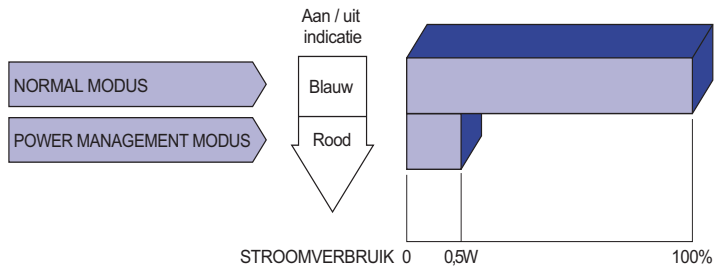 Aan / uit
indicatie
NORMAL MODUS
Blauw
POWER MANAGEMENT MODUS
Rood
STROOMVERBRUIK 0 0,5W 100%